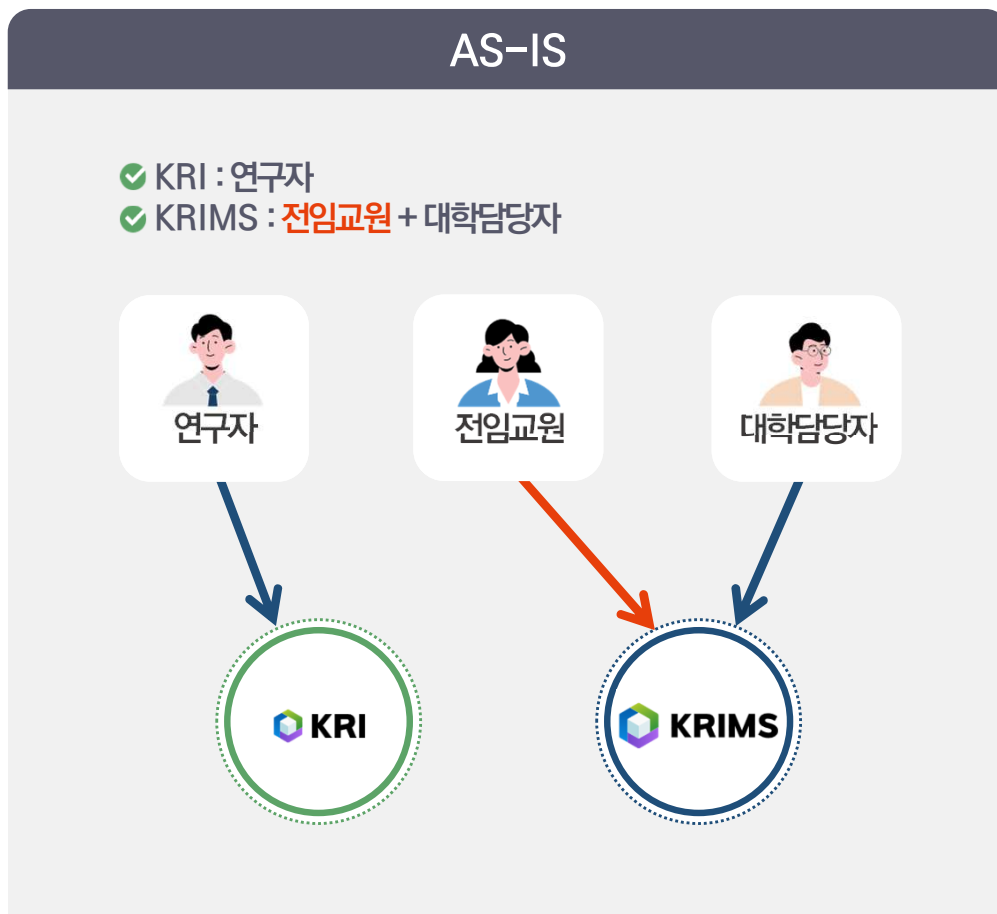 AS-IS
KRI : 연구자
KRIMS : 전임교원 + 대학담당자
연구자
전임교원
대학담당자
KRI
KRIMS